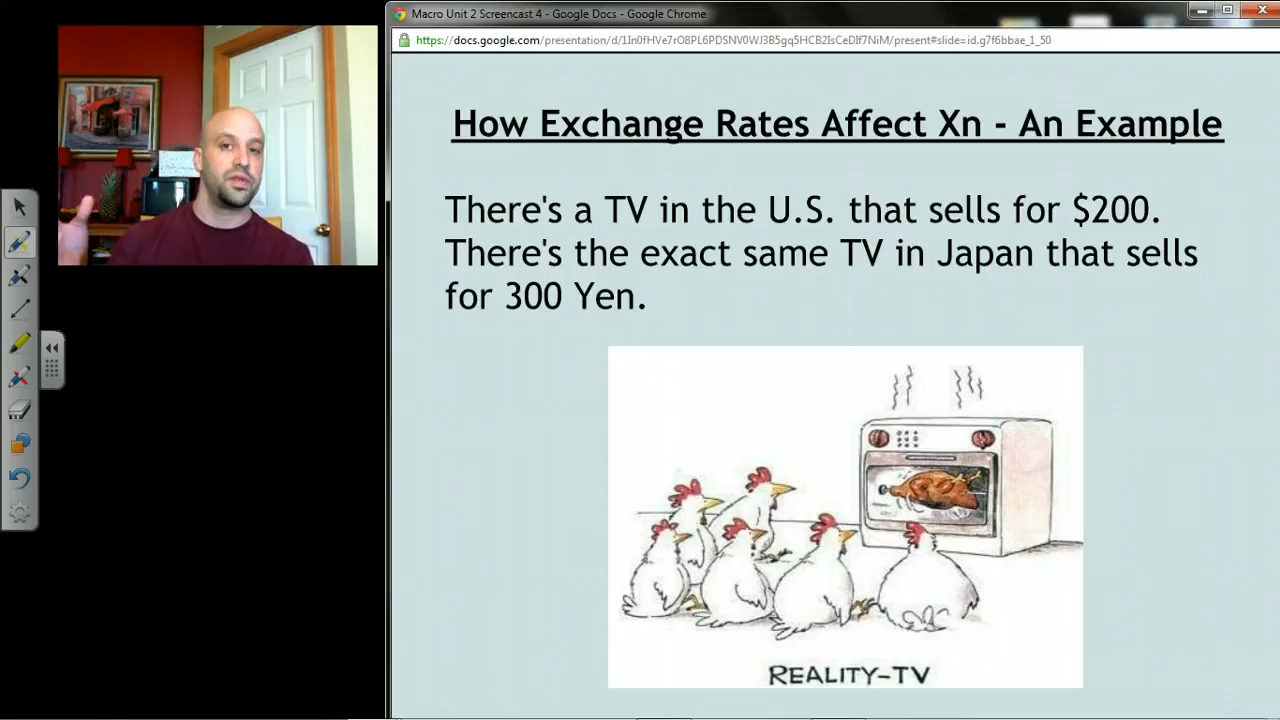 Macro Unit 2 Screencast 4 - Google Docs - Google Chrome
https://docs.google.com/presentation/d/1In0fHVe7rO8PL6PDSNV0WJ3B5gq5HCB2IsCeDIf7NiM/present#slide=id.g7f6bbae_1_50
How Exchange Rates Affect Xn - An Example
There's a TV in the U.S. that sells for $200.
There's the exact same TV in Japan that sells
for 300 Yen.
REALITY-TV